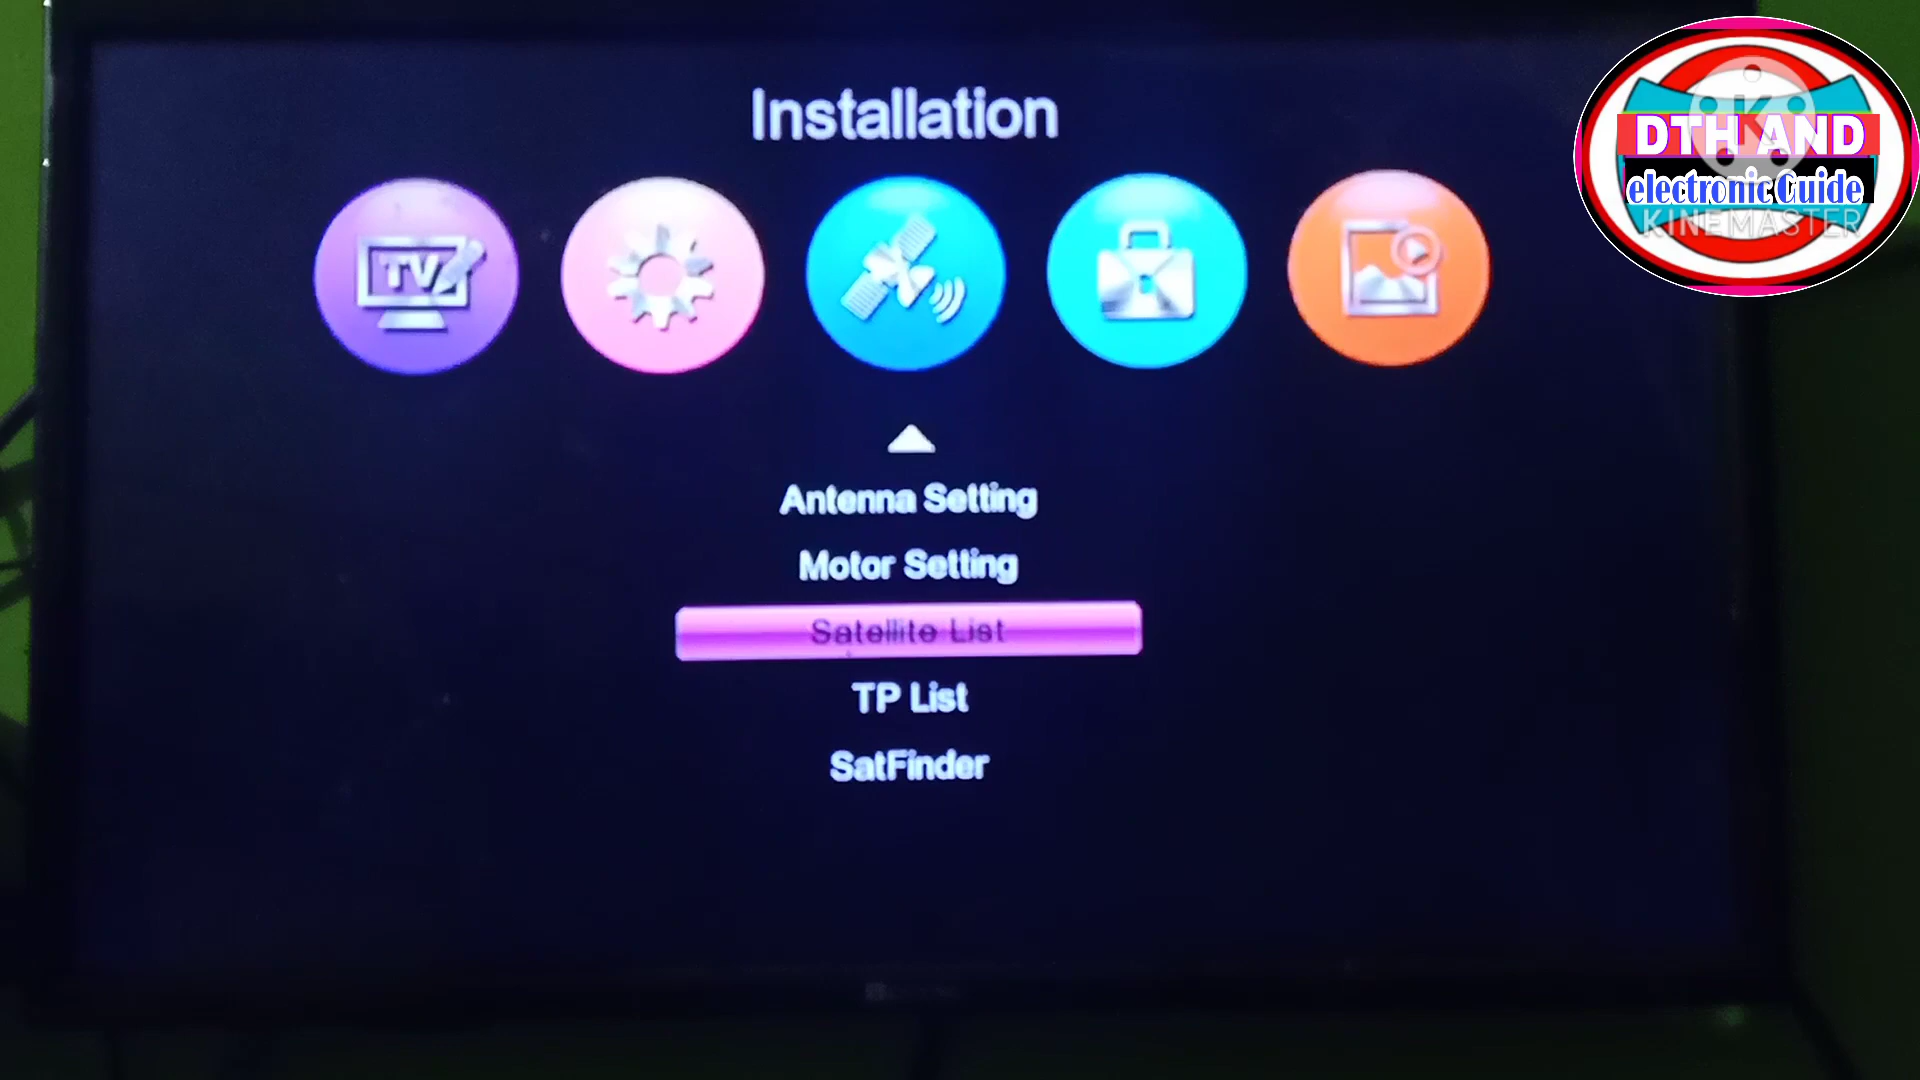 Installation
TV
Antenna Setting
Motor Setting
Satellite List
TP List
SatFinder
DTH AND
electronic Guide
KINEMASTER